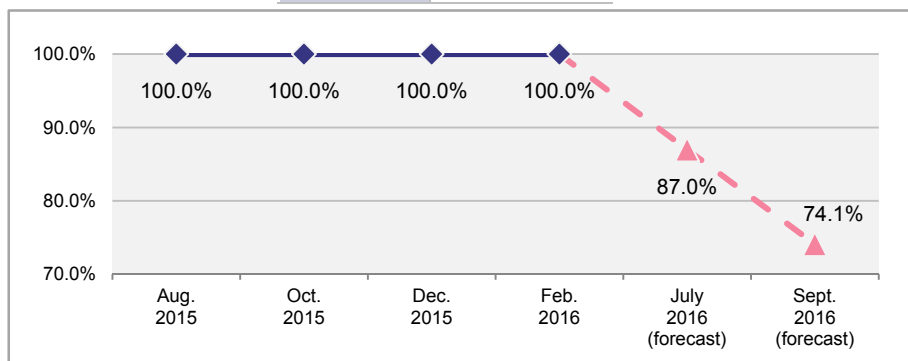 100.0%
100.0% 100.0% 100.0% 100.0%
90.0%
87.0%
80.0%
74.1%
70.0%
Aug. Oct. Dec. Feb. July Sept.
2015 2015 2015 2016 2016 2016
(forecast) (forecast)